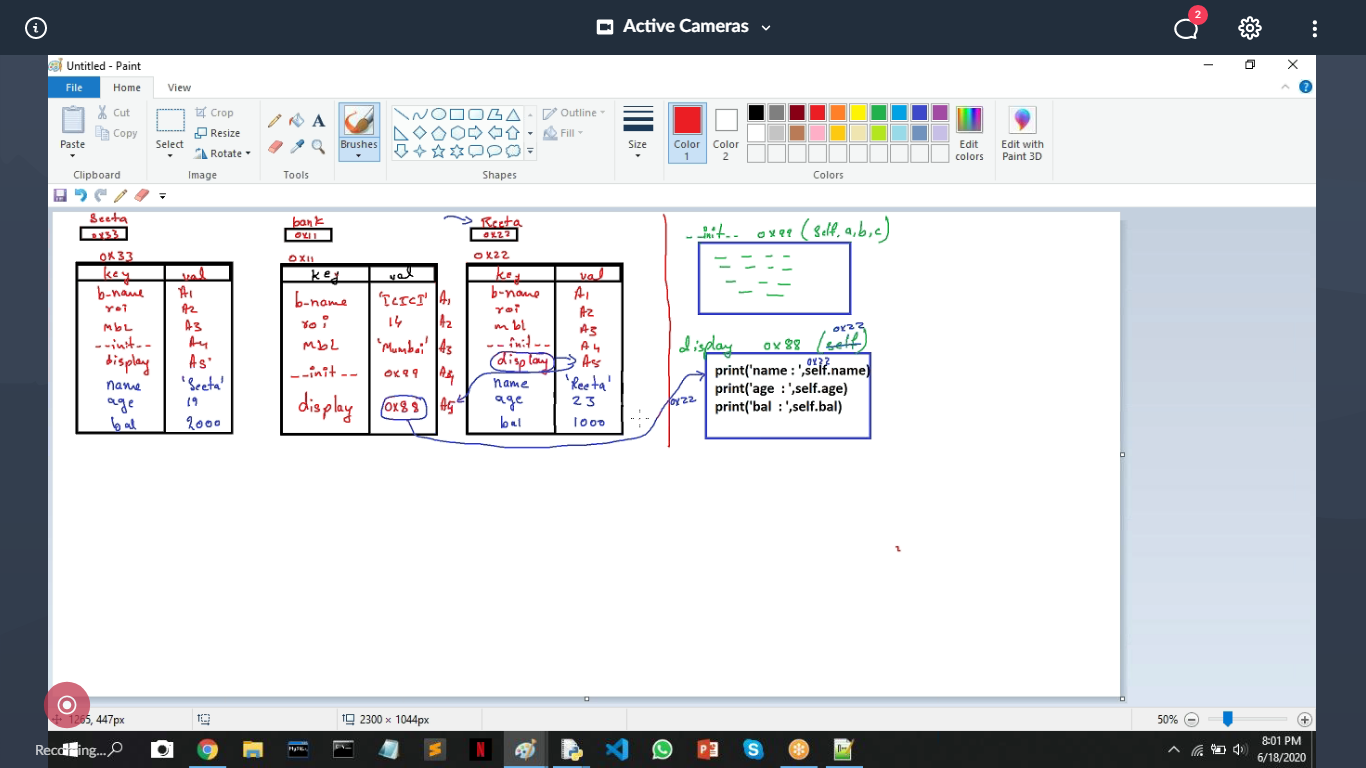 Active Cameras
2
Untitled - Paint
File Home View
Paste
Cut
Copy
Clipboard
Select
Crop
Resize
Rotate
Image
A
Tools
Brushes
Outline
Fill
Shapes
Size
Color 1
Color 2
Edit colors
Colors
Edit with Paint 3D
Seeta
0x33
0x33
key val
b-name A1
roi A2
mbl A3
--init-- A4
display A5
name 'Seeta'
age 19
bal 2000
bank
0x11
0x11
key val
b-name 'ICICI' A1
roi 14 A2
mbl 'Mumbai' A3
--init-- 0x99 A4
display 0x88 A5
Reeta
0x22
0x22
key val
b-name A1
roi A2
mbl A3
--init-- A4
display A5
name 'Reeta'
age 23
bal 1000
0x22
--init-- 0x99 (self,a,b,c)
0x22
display 0x88 (self)
0x22
print('name : ',self.name)
print('age : ',self.age)
print('bal : ',self.bal)
1265, 447px
2300 × 1044px
50%
Recording...
8:01 PM
6/18/2020